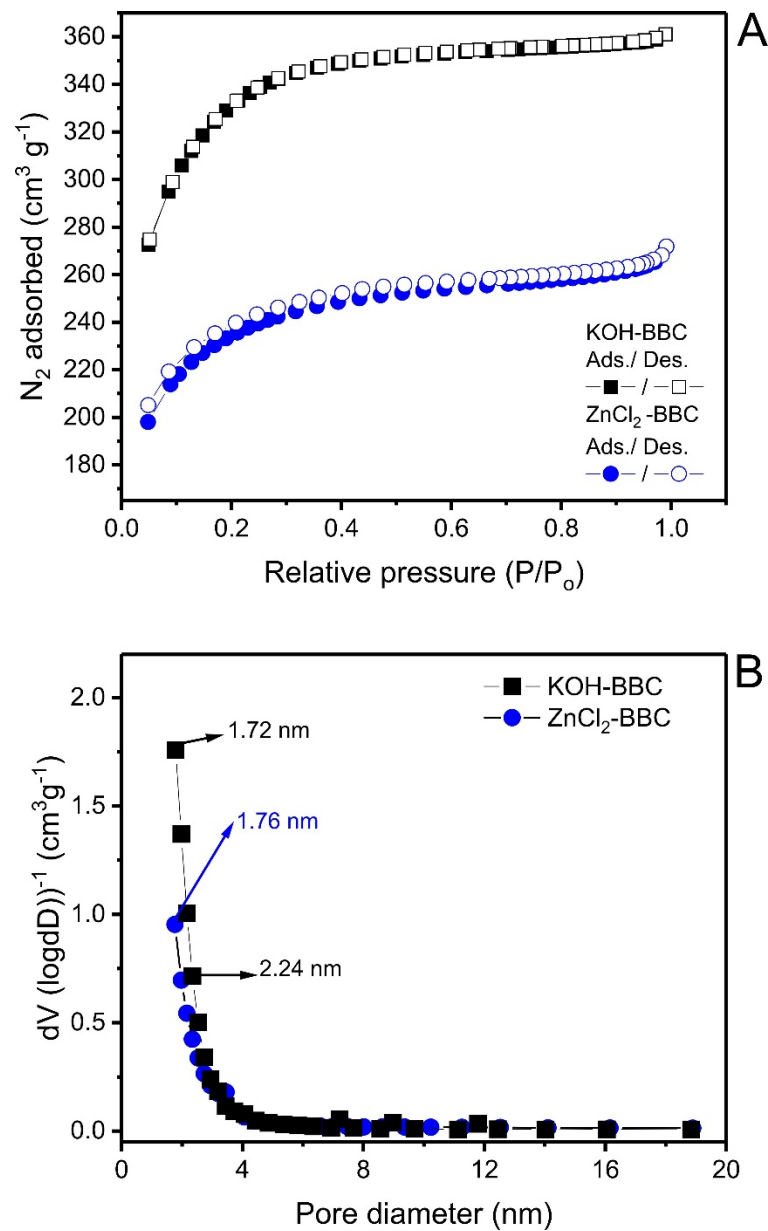 A
360
340
320
300
280
260
240
220
200
180
N₂ adsorbed (cm³ g⁻¹)
KOH-BBC
Ads./ Des.
/
ZnCl₂ -BBC
Ads./ Des.
/
0.0 0.2 0.4 0.6 0.8 1.0
Relative pressure (P/Pₒ)
B
2.0
1.5
1.0
0.5
0.0
dV (logdD))⁻¹ (cm³g⁻¹)
KOH-BBC
ZnCl₂-BBC
1.72 nm
1.76 nm
2.24 nm
0 4 8 12 16 20
Pore diameter (nm)